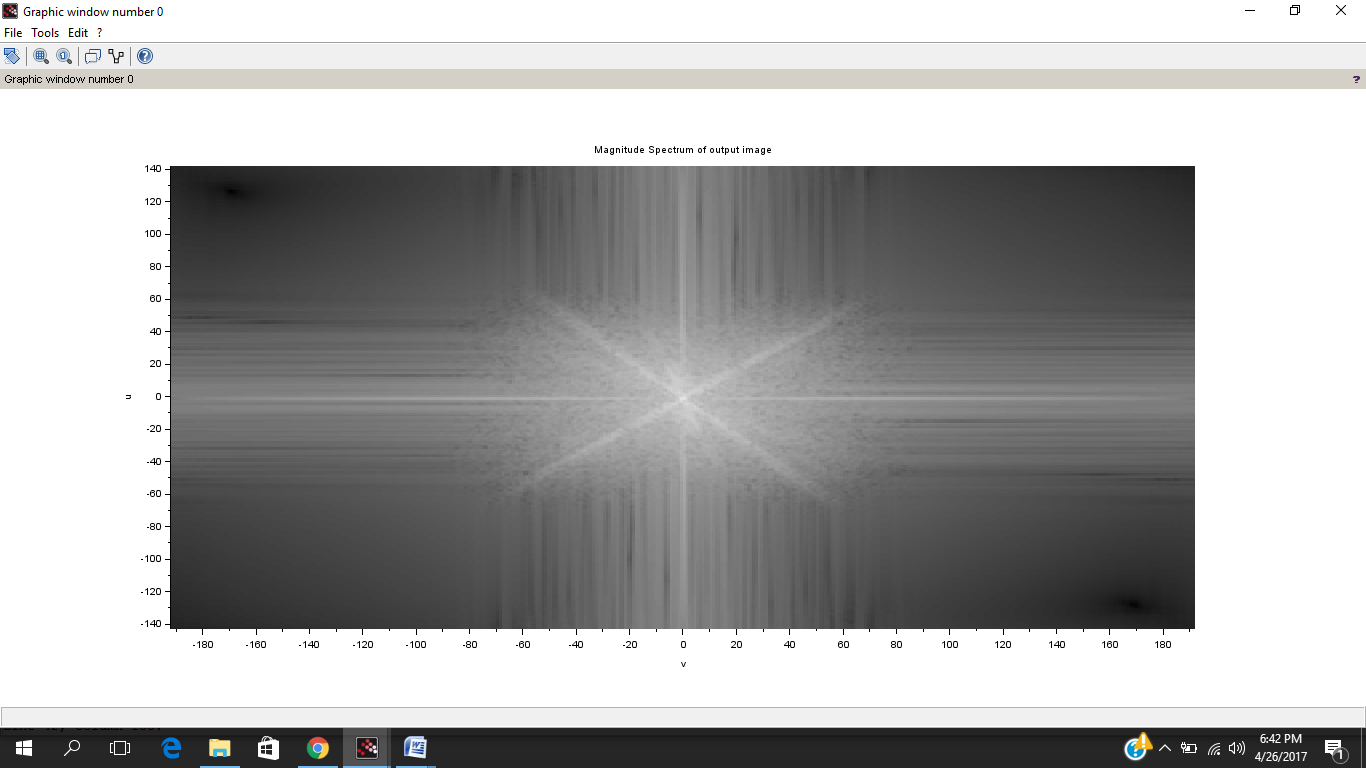 Graphic window number 0
File Tools Edit ?
Graphic window number 0 ?
Magnitude Spectrum of output image
140
120
100
80
60
40
20
0
-20
-40
-60
-80
-100
-120
-140
u
-180 -160 -140 -120 -100 -80 -60 -40 -20 0 20 40 60 80 100 120 140 160 180
v
6:42 PM
4/26/2017
1